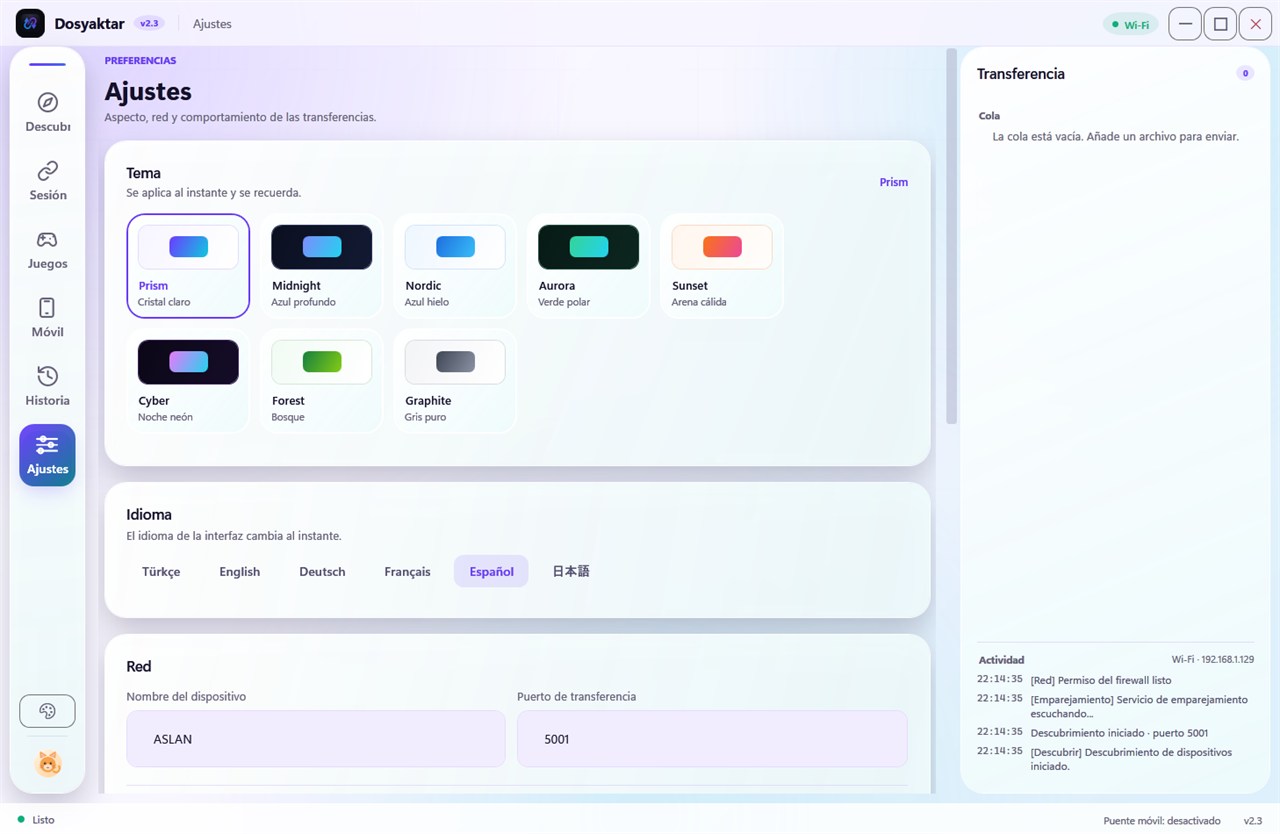 Dosyaktar
v2.3
Ajustes
Wi-Fi
Descubi
Sesión
Juegos
Móvil
Historia
Ajustes
PREFERENCIAS
Ajustes
Aspecto, red y comportamiento de las transferencias.
Tema
Se aplica al instante y se recuerda.
Prism
Prism
Cristal claro
Midnight
Azul profundo
Nordic
Azul hielo
Aurora
Verde polar
Sunset
Arena cálida
Cyber
Noche neón
Forest
Bosque
Graphite
Gris puro
Idioma
El idioma de la interfaz cambia al instante.
Türkçe English Deutsch Français Español 日本語
Red
Nombre del dispositivo
ASLAN
Puerto de transferencia
5001
Transferencia
0
Cola
La cola está vacía. Añade un archivo para enviar.
Actividad
Wi-Fi · 192.168.1.129
22:14:35 [Red] Permiso del firewall listo
22:14:35 [Emparejamiento] Servicio de emparejamiento
escuchando...
22:14:35 Descubrimiento iniciado · puerto 5001
22:14:35 [Descubrir] Descubrimiento de dispositivos
iniciado.
Listo
Puente móvil: desactivado
v2.3